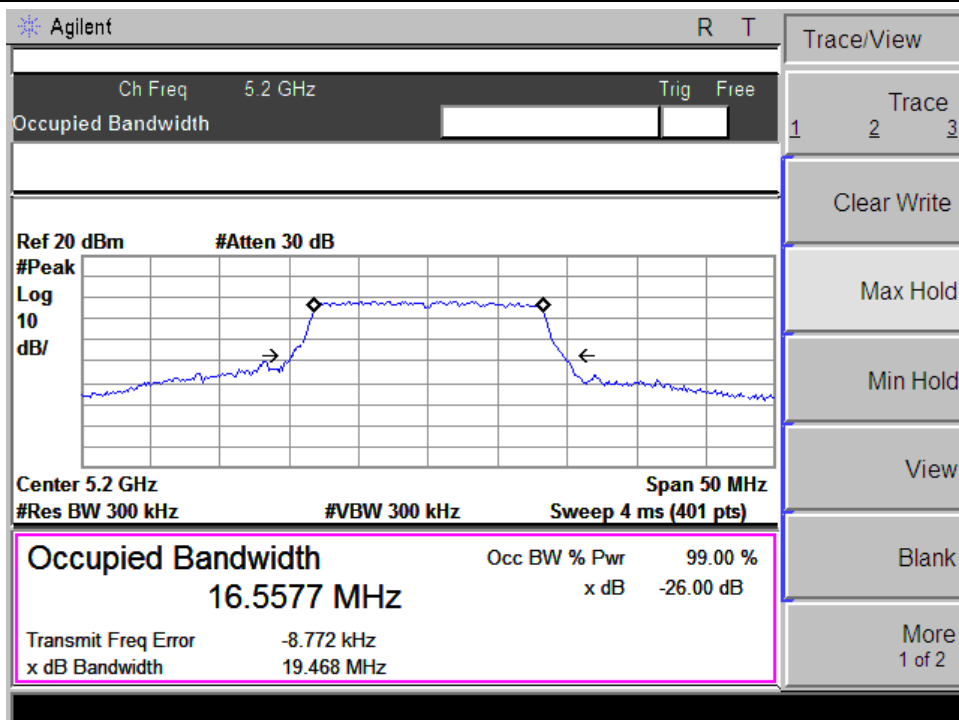 Agilent
R T
Trace/View
Ch Freq 5.2 GHz
Trig Free
Occupied Bandwidth
Trace
1 2 3
Clear Write
Max Hold
Min Hold
View
Blank
More
1 of 2
Ref 20 dBm #Atten 30 dB
#Peak
Log
10
dB/
Center 5.2 GHz Span 50 MHz
#Res BW 300 kHz #VBW 300 kHz Sweep 4 ms (401 pts)
Occupied Bandwidth
16.5577 MHz
Occ BW % Pwr 99.00 %
x dB -26.00 dB
Transmit Freq Error -8.772 kHz
x dB Bandwidth 19.468 MHz